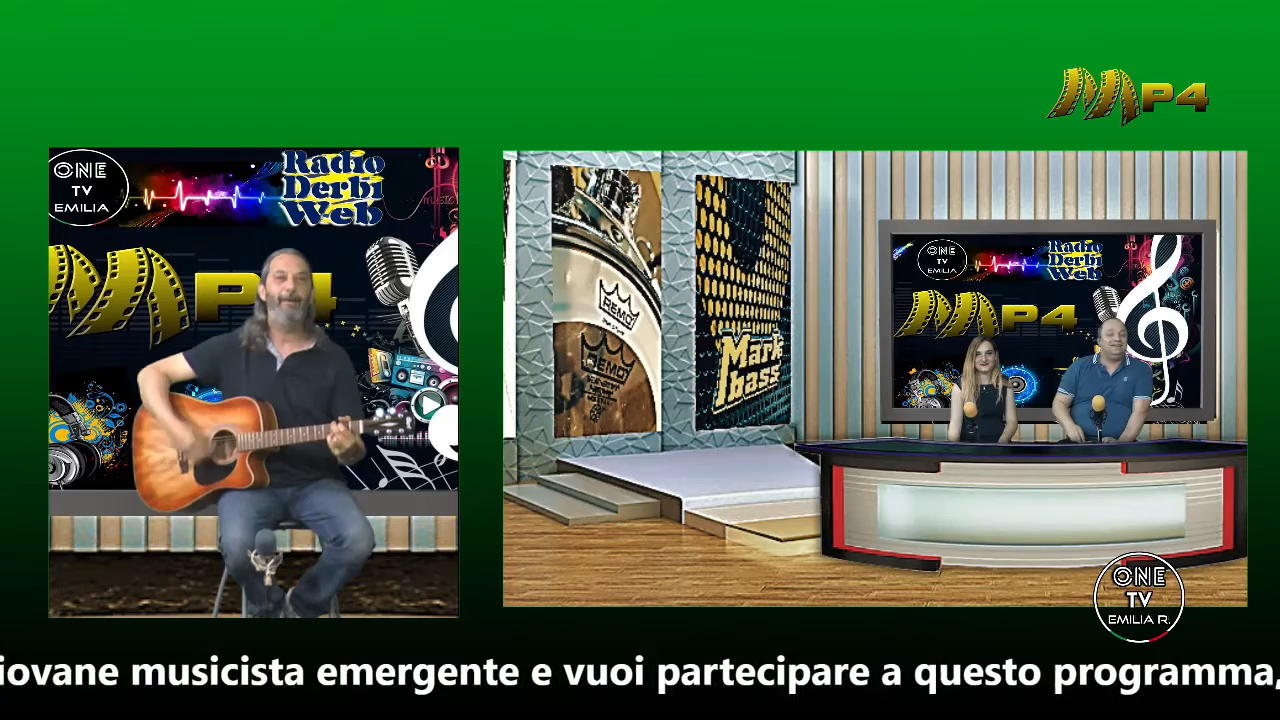 MP4
ONE
TV
EMILIA
Radio
Derbi
Web
MP4
REMO
REMO
Mark
bass
ONE
TV
EMILIA
Radio
Derbi
Web
MP4
ONE
TV
EMILIA R.
iovane musicista emergente e vuoi partecipare a questo programma,